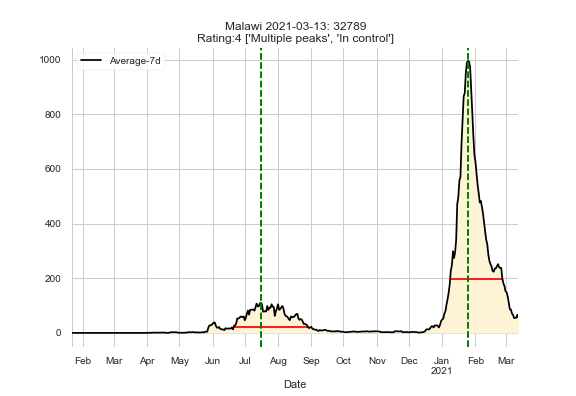 Malawi 2021-03-13: 32789
Rating:4 ['Multiple peaks', 'In control']
Average-7d
1000
800
600
400
200
0
Feb Mar Apr May Jun Jul Aug Sep Oct Nov Dec Jan Feb Mar
2021
Date